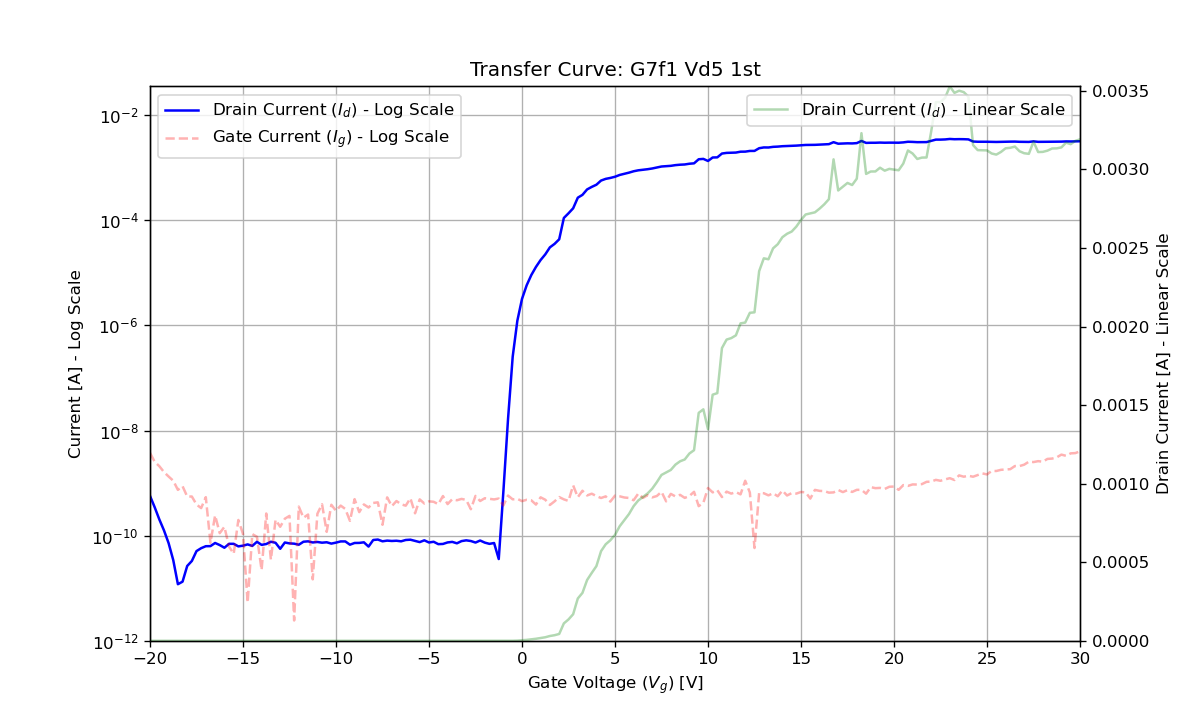 Transfer Curve: G7f1 Vd5 1st
Drain Current (I_d) - Log Scale
Gate Current (I_g) - Log Scale
Drain Current (I_d) - Linear Scale
Current [A] - Log Scale
10^−2
10^−4
10^−6
10^−8
10^−10
10^−12
0.0035
0.0030
0.0025
0.0020
0.0015
0.0010
0.0005
0.0000
Drain Current [A] - Linear Scale
−20 −15 −10 −5 0 5 10 15 20 25 30
Gate Voltage (V_g) [V]